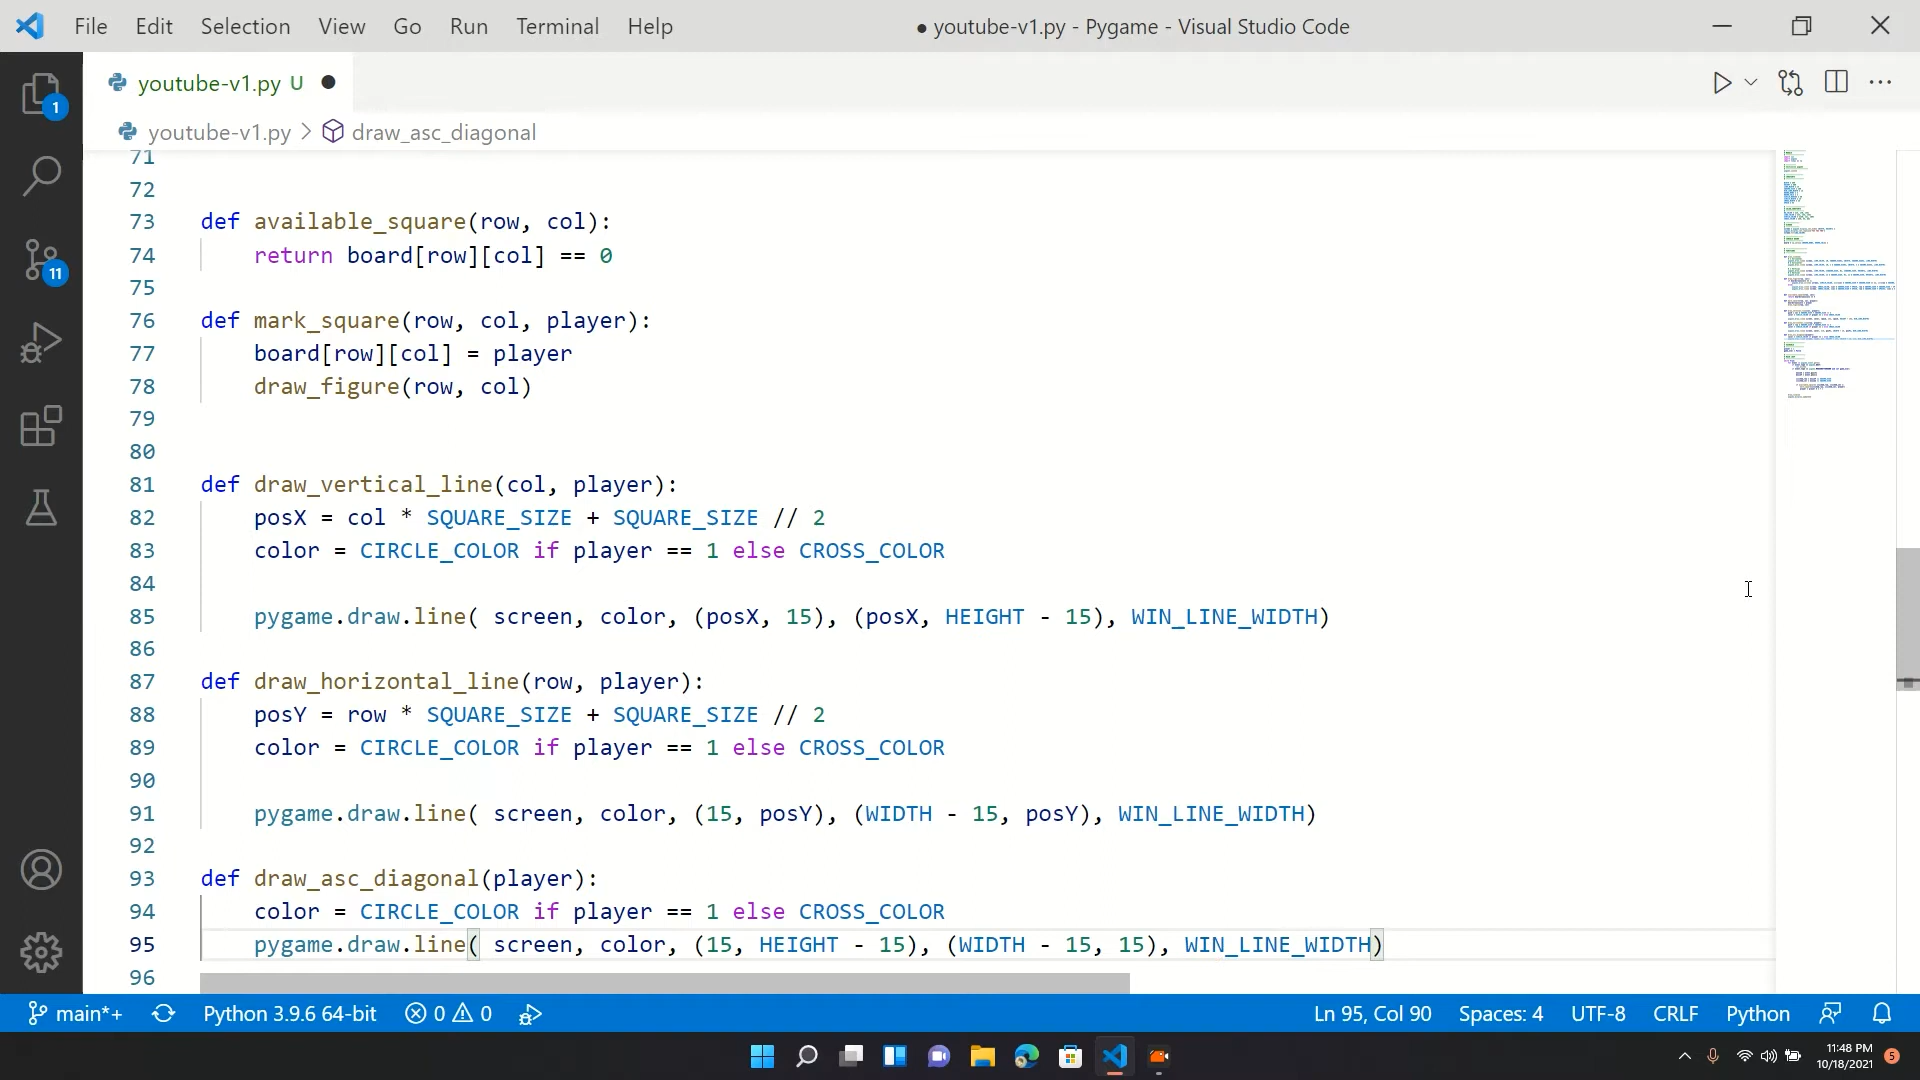 File Edit Selection View Go Run Terminal Help
● youtube-v1.py - Pygame - Visual Studio Code
youtube-v1.py U ●
youtube-v1.py > draw_asc_diagonal
1
11
71
72
73 def available_square(row, col):
74 return board[row][col] == 0
75
76 def mark_square(row, col, player):
77 board[row][col] = player
78 draw_figure(row, col)
79
80
81 def draw_vertical_line(col, player):
82 posX = col * SQUARE_SIZE + SQUARE_SIZE // 2
83 color = CIRCLE_COLOR if player == 1 else CROSS_COLOR
84
85 pygame.draw.line( screen, color, (posX, 15), (posX, HEIGHT - 15), WIN_LINE_WIDTH)
86
87 def draw_horizontal_line(row, player):
88 posY = row * SQUARE_SIZE + SQUARE_SIZE // 2
89 color = CIRCLE_COLOR if player == 1 else CROSS_COLOR
90
91 pygame.draw.line( screen, color, (15, posY), (WIDTH - 15, posY), WIN_LINE_WIDTH)
92
93 def draw_asc_diagonal(player):
94 color = CIRCLE_COLOR if player == 1 else CROSS_COLOR
95 pygame.draw.line( screen, color, (15, HEIGHT - 15), (WIDTH - 15, 15), WIN_LINE_WIDTH)
96
main*+ Python 3.9.6 64-bit 0 0 Ln 95, Col 90 Spaces: 4 UTF-8 CRLF Python
11:48 PM
10/18/2021
5